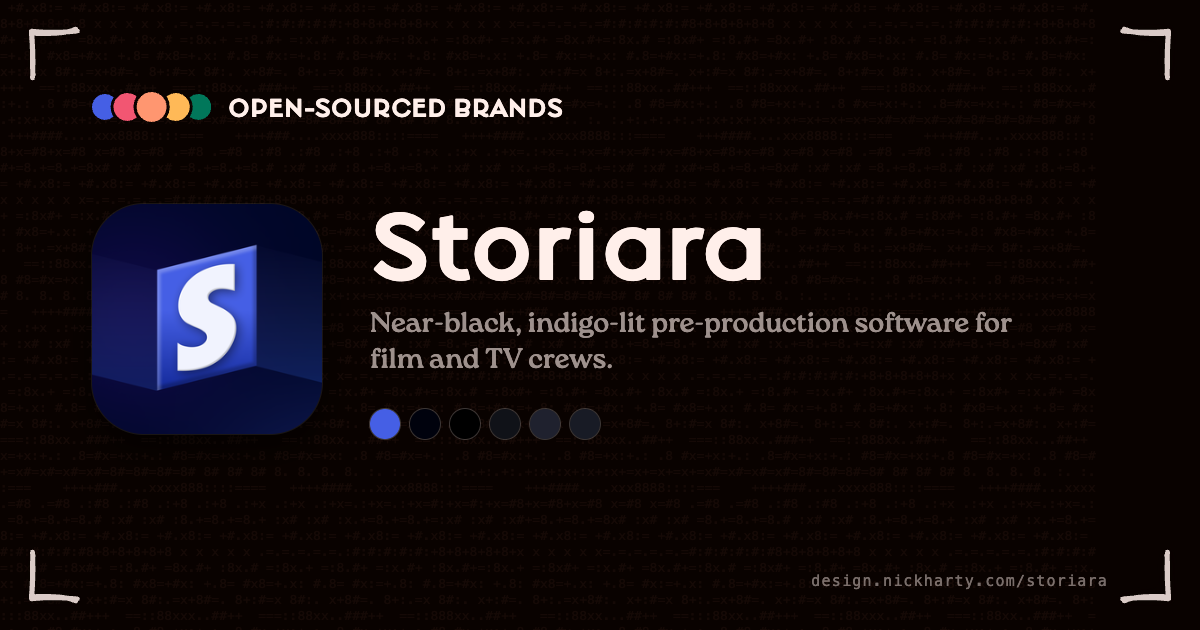 OPEN-SOURCED BRANDS
S
Storiara
Near-black, indigo-lit pre-production software for
film and TV crews.
design.nickharty.com/storiara